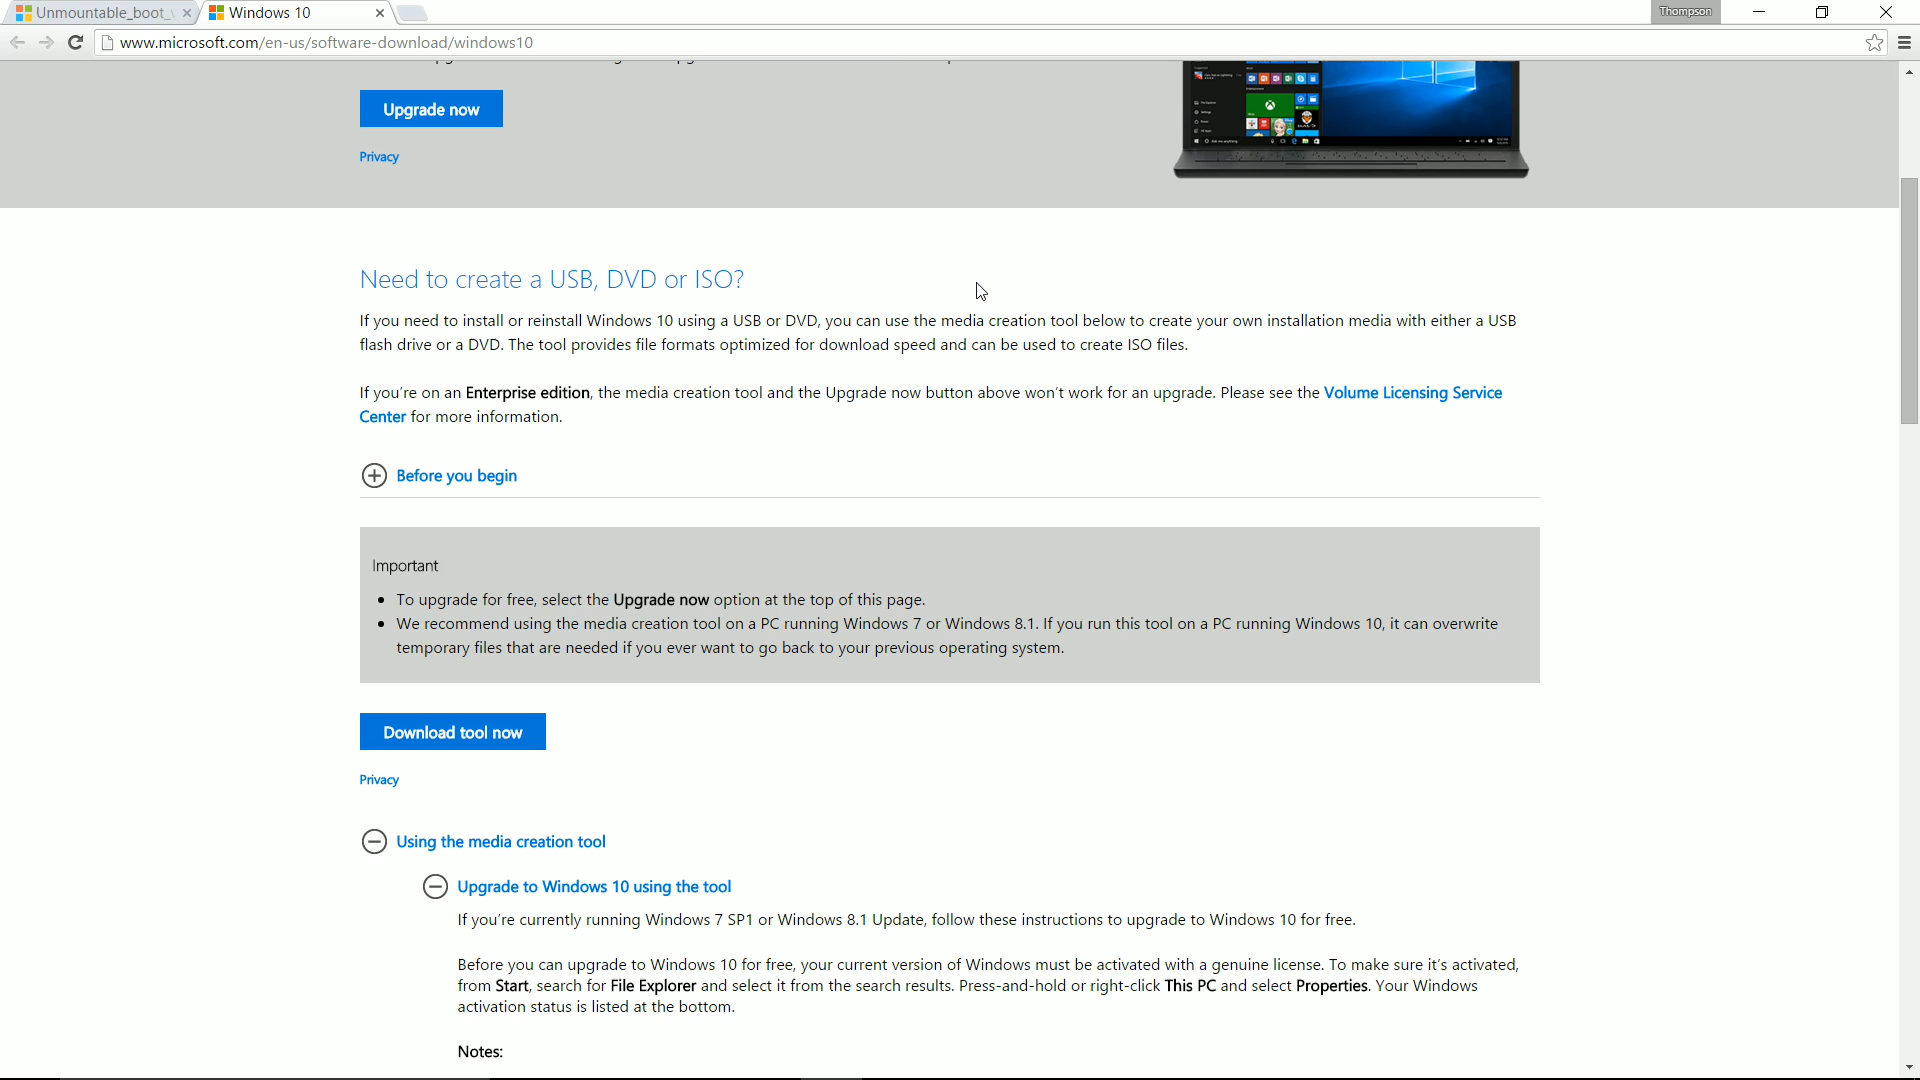 Unmountable_boot_
Windows 10
Thompson
www.microsoft.com/en-us/software-download/windows10
Upgrade now
Privacy
Need to create a USB, DVD or ISO?
If you need to install or reinstall Windows 10 using a USB or DVD, you can use the media creation tool below to create your own installation media with either a USB
flash drive or a DVD. The tool provides file formats optimized for download speed and can be used to create ISO files.
If you're on an Enterprise edition, the media creation tool and the Upgrade now button above won't work for an upgrade. Please see the Volume Licensing Service
Center for more information.
Before you begin
Important
• To upgrade for free, select the Upgrade now option at the top of this page.
• We recommend using the media creation tool on a PC running Windows 7 or Windows 8.1. If you run this tool on a PC running Windows 10, it can overwrite
temporary files that are needed if you ever want to go back to your previous operating system.
Download tool now
Privacy
Using the media creation tool
Upgrade to Windows 10 using the tool
If you're currently running Windows 7 SP1 or Windows 8.1 Update, follow these instructions to upgrade to Windows 10 for free.
Before you can upgrade to Windows 10 for free, your current version of Windows must be activated with a genuine license. To make sure it's activated,
from Start, search for File Explorer and select it from the search results. Press-and-hold or right-click This PC and select Properties. Your Windows
activation status is listed at the bottom.
Notes: